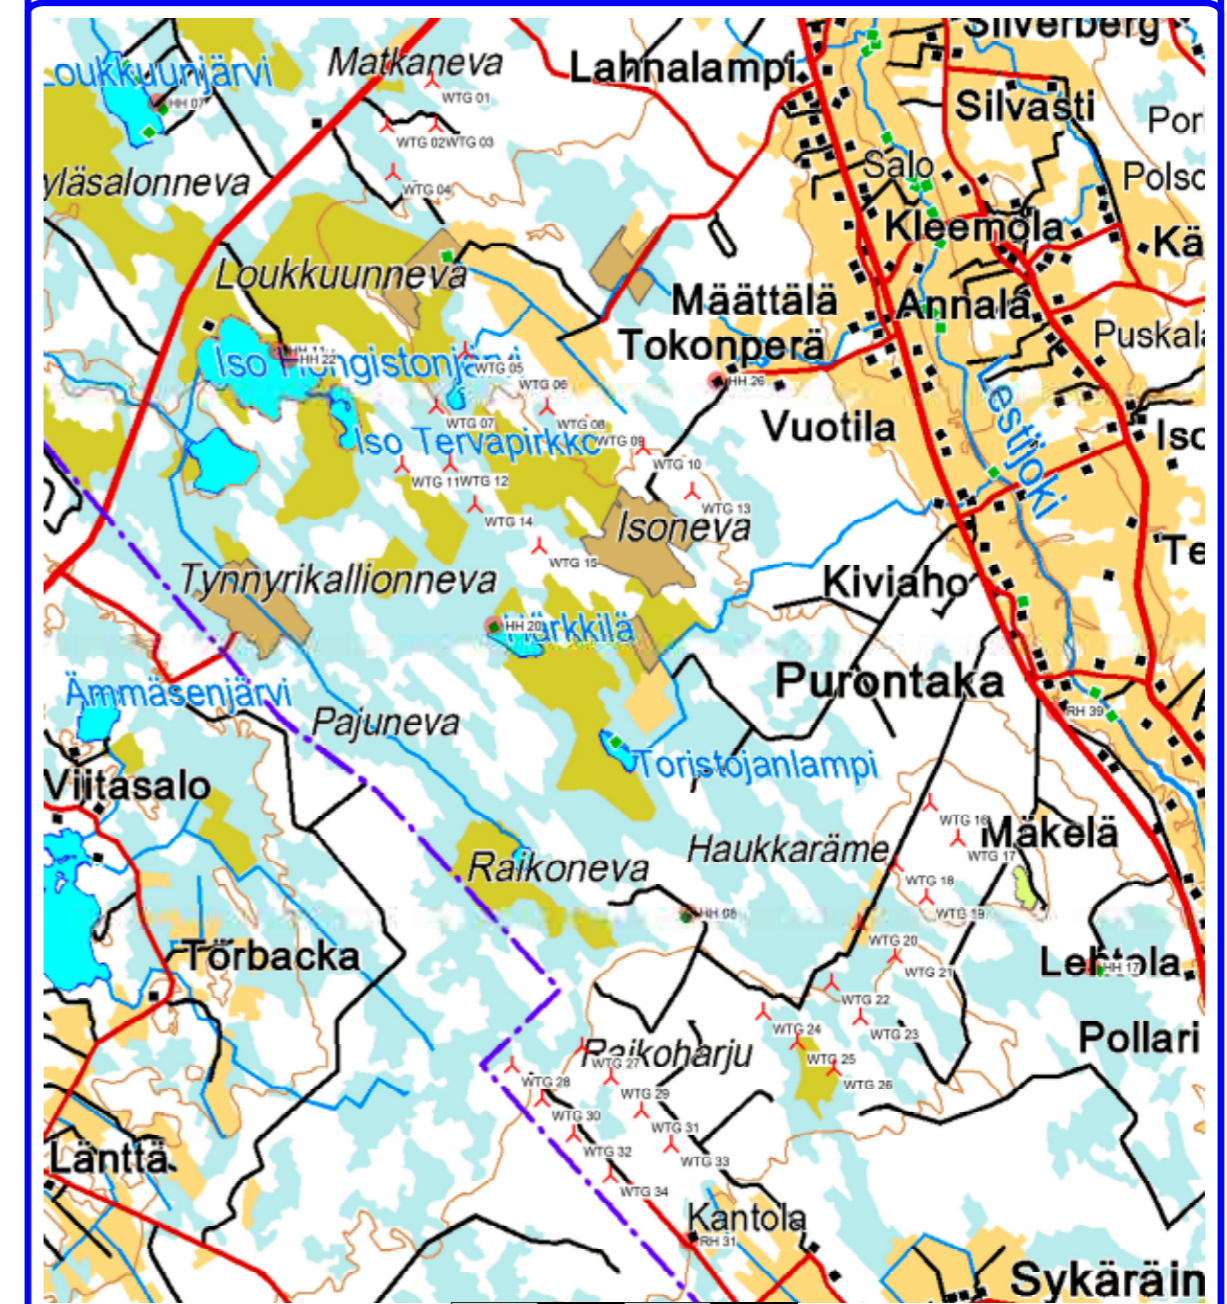 Silverberg
Loukkuunjärvi
Matkaneva
Lahnalampi
WTG 01
HH 07
Silvasti
WTG 02
WTG 03
Salo
yläsalonneva
WTG 04
Kleemola
Kä
Loukkuunneva
Määttälä
Annala
Tokonperä
Puskala
HH 11
HH 22
Iso Hongistonjärvi
WTG 05
WTG 06
HH 26
WTG 07
WTG 08
Vuotila
Lestijoki
Iso Tervapirkko
WTG 09
Iso
WTG 10
WTG 11
WTG 12
WTG 13
WTG 14
Isoneva
WTG 15
Te
Tynnyrikallionneva
Kiviaho
HH 20
Härkkilä
Ämmäsenjärvi
Purontaka
RH 39
Pajuneva
Toristojanlampi
Viitasalo
WTG 16
Mäkelä
Haukkaräme
WTG 17
Raikoneva
WTG 18
HH 08
WTG 19
WTG 20
Törbacka
Lehtola
HH 17
WTG 21
WTG 22
WTG 24
WTG 23
Pollari
Raikoharju
WTG 25
WTG 27
WTG 28
WTG 26
WTG 29
WTG 30
WTG 31
WTG 32
Länttä
WTG 33
WTG 34
Kantola
RH 31
Sykäräin